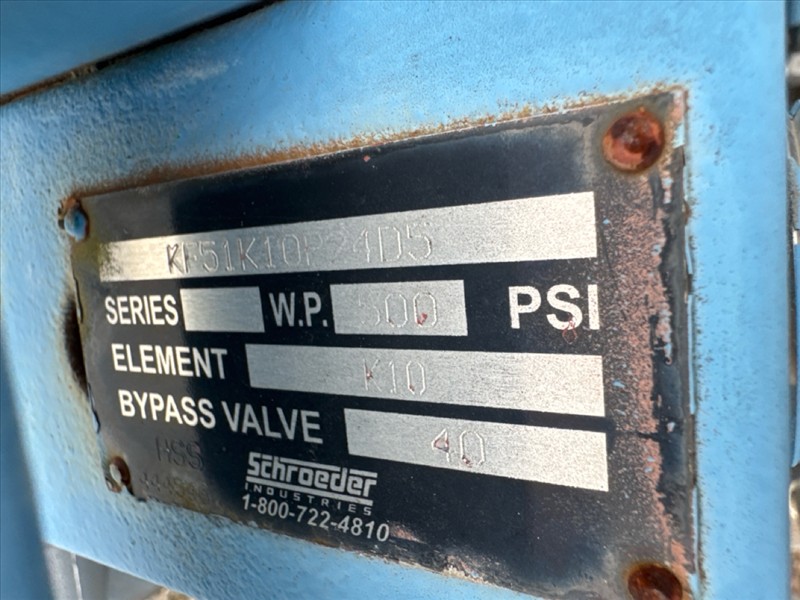 KF51K10P24D5
SERIES W.P. 500 PSI
ELEMENT K10
BYPASS VALVE 40
Schroeder
INDUSTRIES
1-800-722-4810